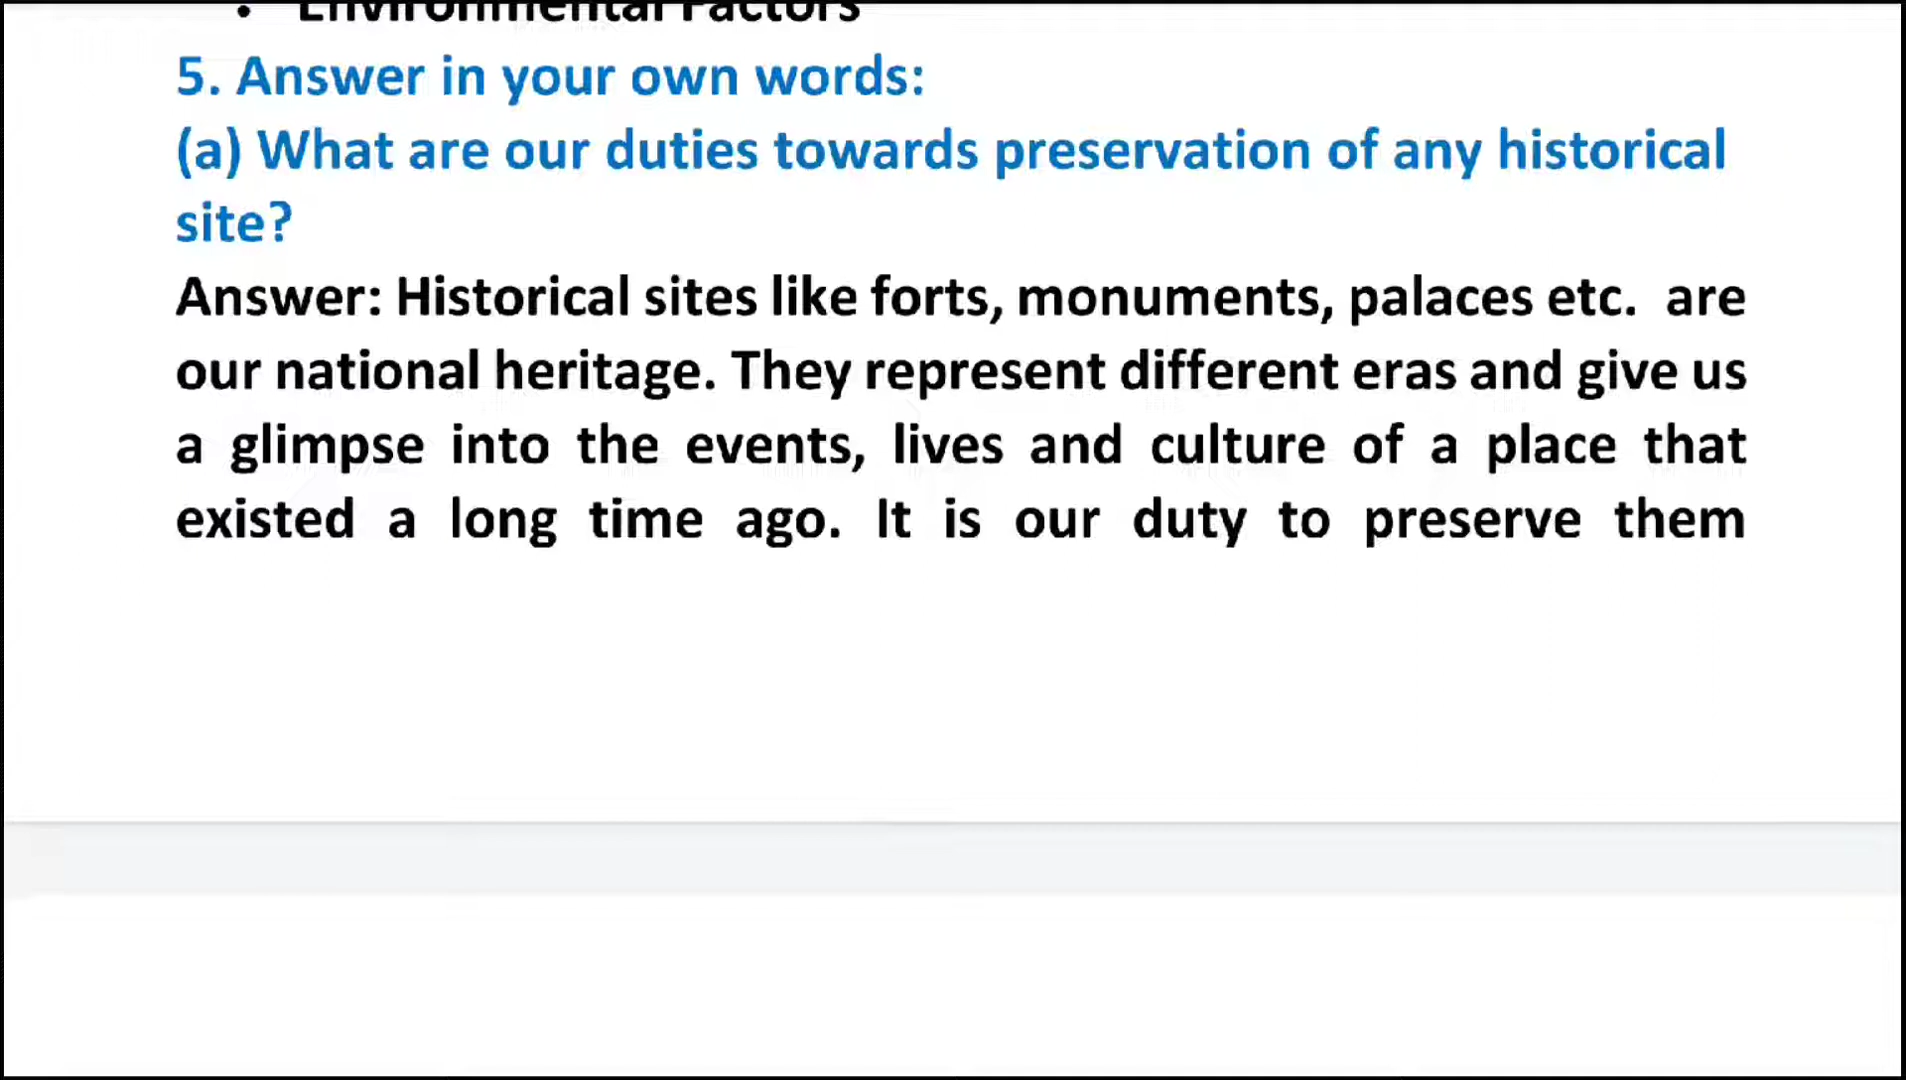 • Environmental Factors
5. Answer in your own words:
(a) What are our duties towards preservation of any historical
site?
Answer: Historical sites like forts, monuments, palaces etc. are
our national heritage. They represent different eras and give us
a glimpse into the events, lives and culture of a place that
existed a long time ago. It is our duty to preserve them